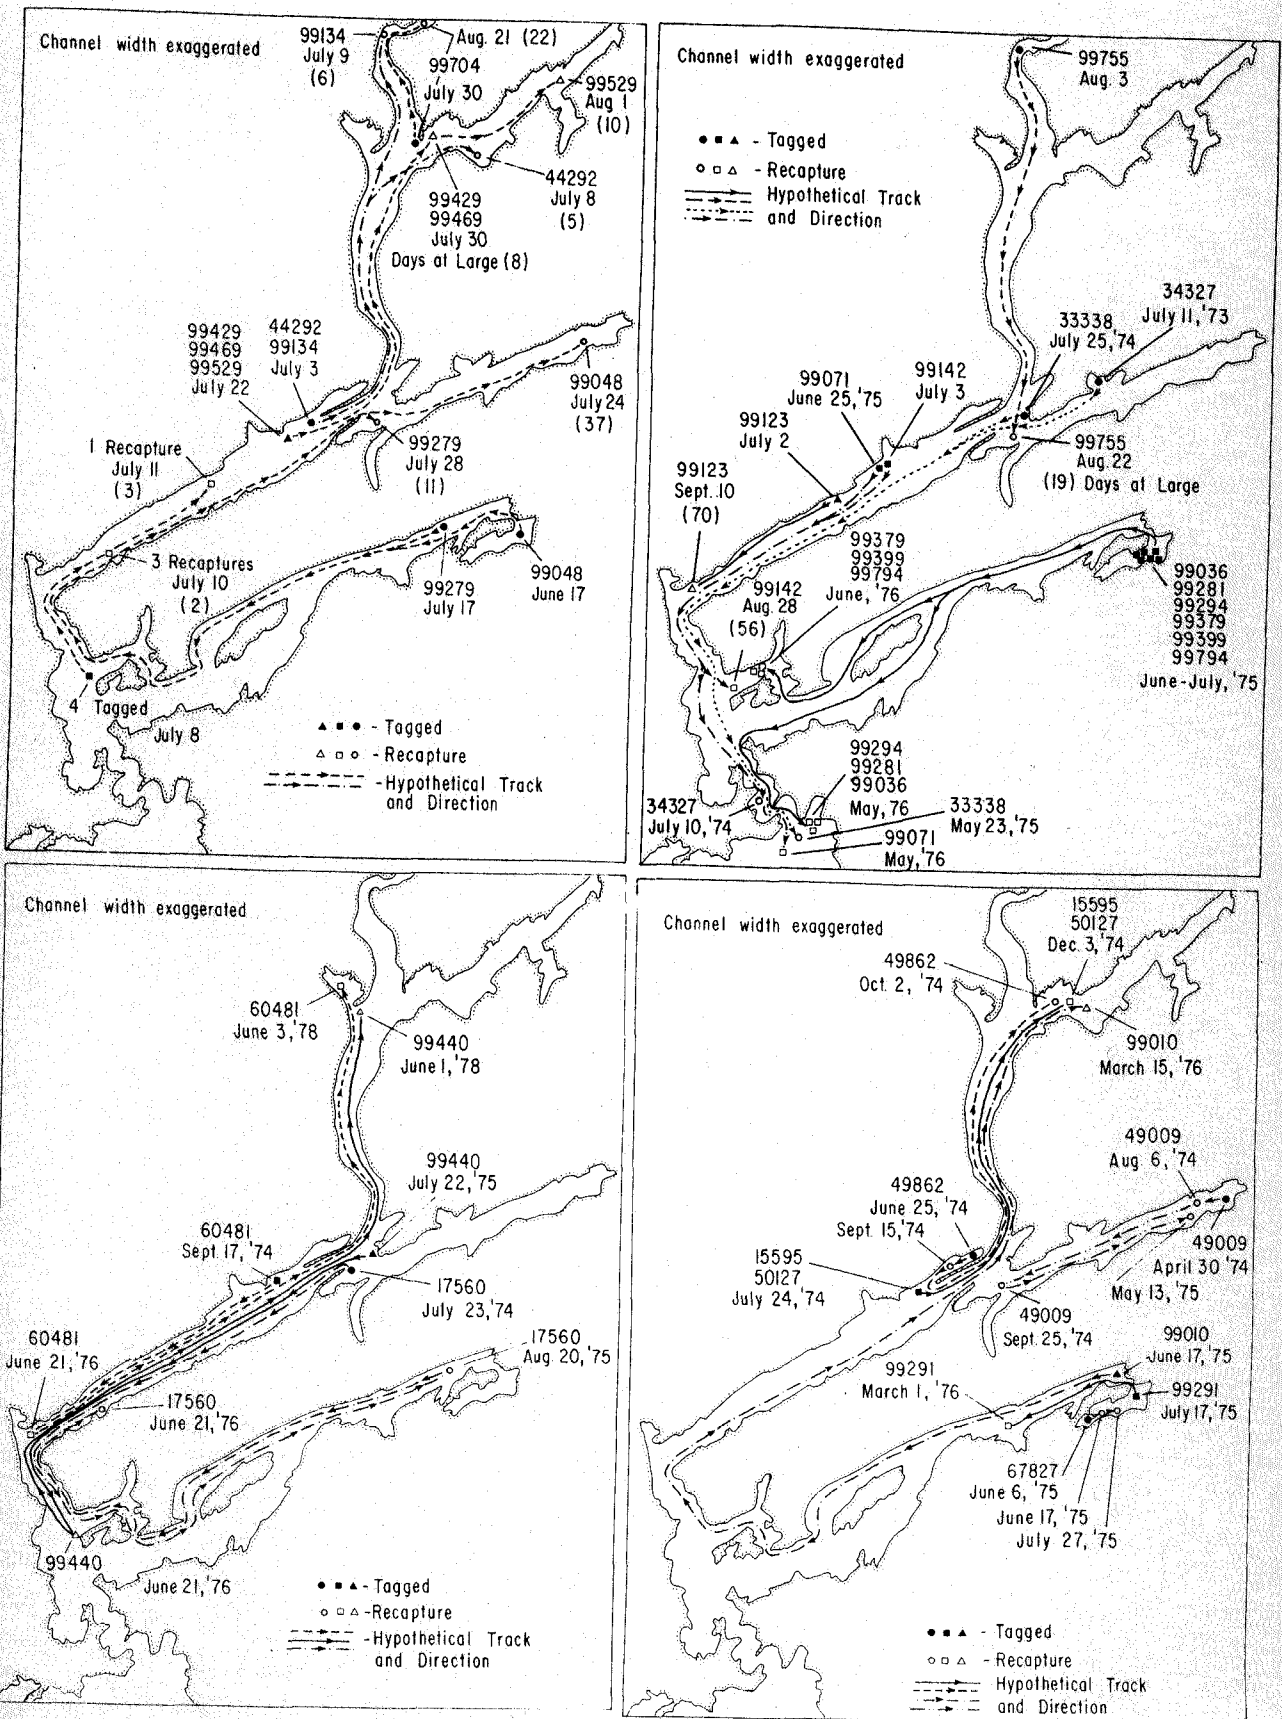 Channel width exaggerated
99134
July 9
(6)
Aug. 21 (22)
99704
July 30
99529
Aug 1
(10)
44292
July 8
(5)
99429
99469
July 30
Days at Large (8)
99429
99469
99529
July 22
44292
99134
July 3
99048
July 24
(37)
1 Recapture
July 11
(3)
99279
July 28
(11)
3 Recaptures
July 10
(2)
99279
July 17
99048
June 17
4 Tagged
July 8
- Tagged
- Recapture
- Hypothetical Track
and Direction
Channel width exaggerated
99755
Aug. 3
- Tagged
- Recapture
Hypothetical Track
and Direction
34327
July 11, '73
33338
July 25, '74
99071
June 25, '75
99142
July 3
99123
July 2
99123
Sept. 10
(70)
99755
Aug. 22
(19) Days at Large
99379
99399
99794
June, '76
99142
Aug. 28
(56)
99036
99281
99294
99379
99399
99794
June-July, '75
99294
99281
99036
May, '76
34327
July 10, '74
33338
May 23, '75
99071
May, '76
Channel width exaggerated
60481
June 3, '78
99440
June 1, '78
99440
July 22, '75
60481
Sept. 17, '74
17560
July 23, '74
60481
June 21, '76
17560
Aug. 20, '75
17560
June 21, '76
99440
June 21, '76
- Tagged
- Recapture
- Hypothetical Track
and Direction
Channel width exaggerated
15595
50127
Dec. 3, '74
49862
Oct. 2, '74
99010
March 15, '76
49009
Aug. 6, '74
49862
June 25, '74
Sept. 15, '74
15595
50127
July 24, '74
49009
April 30 '74
May 13, '75
49009
Sept. 25, '74
99010
June 17, '75
99291
March 1, '76
99291
July 17, '75
67827
June 6, '75
June 17, '75
July 27, '75
- Tagged
- Recapture
Hypothetical Track
and Direction